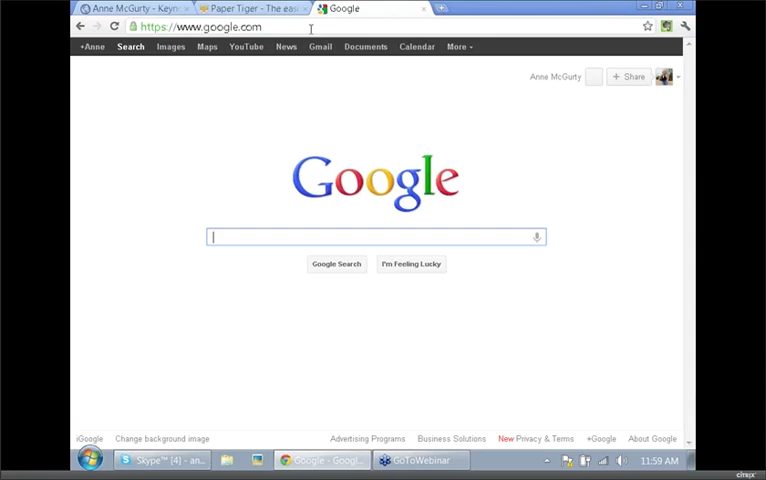 Anne McGurty - Keyn
Paper Tiger - The easi
Google
https://www.google.com
+Anne Search Images Maps YouTube News Gmail Documents Calendar More
Anne McGurty + Share
Google
Google Search I'm Feeling Lucky
iGoogle Change background image Advertising Programs Business Solutions New Privacy & Terms +Google About Google
Skype™ [4] - an... Google - Googl... GoToWebinar 11:59 AM
citrix